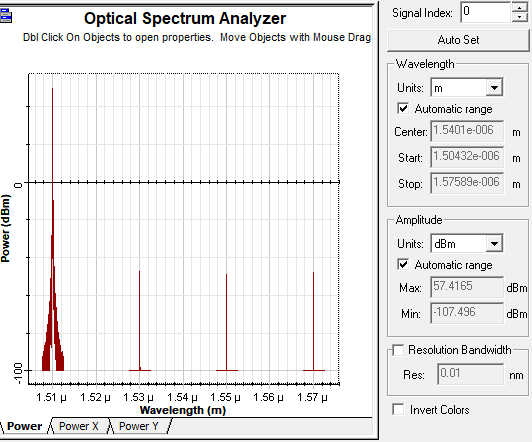 Optical Spectrum Analyzer
Dbl Click On Objects to open properties. Move Objects with Mouse Drag
Power (dBm)
0
-100
1.51 µ 1.52 µ 1.53 µ 1.54 µ 1.55 µ 1.56 µ 1.57 µ
Wavelength (m)
Power Power X Power Y
Signal Index: 0
Auto Set
Wavelength
Units: m
Automatic range
Center: 1.5401e-006 m
Start: 1.50432e-006 m
Stop: 1.57589e-006 m
Amplitude
Units: dBm
Automatic range
Max: 57.4165 dBm
Min: -107.496 dBm
Resolution Bandwidth
Res: 0.01 nm
Invert Colors